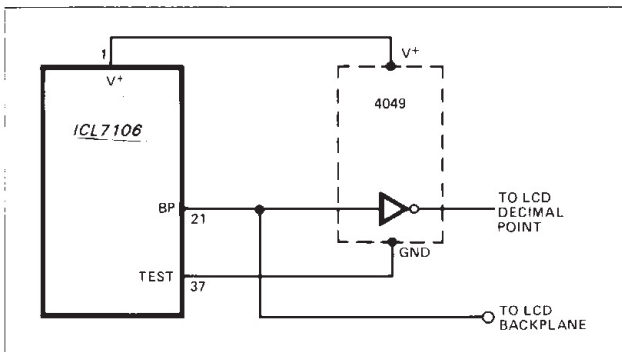 1
V+
V+
4049
ICL7106
BP
21
TO LCD
DECIMAL
POINT
GND
TEST
37
TO LCD
BACKPLANE